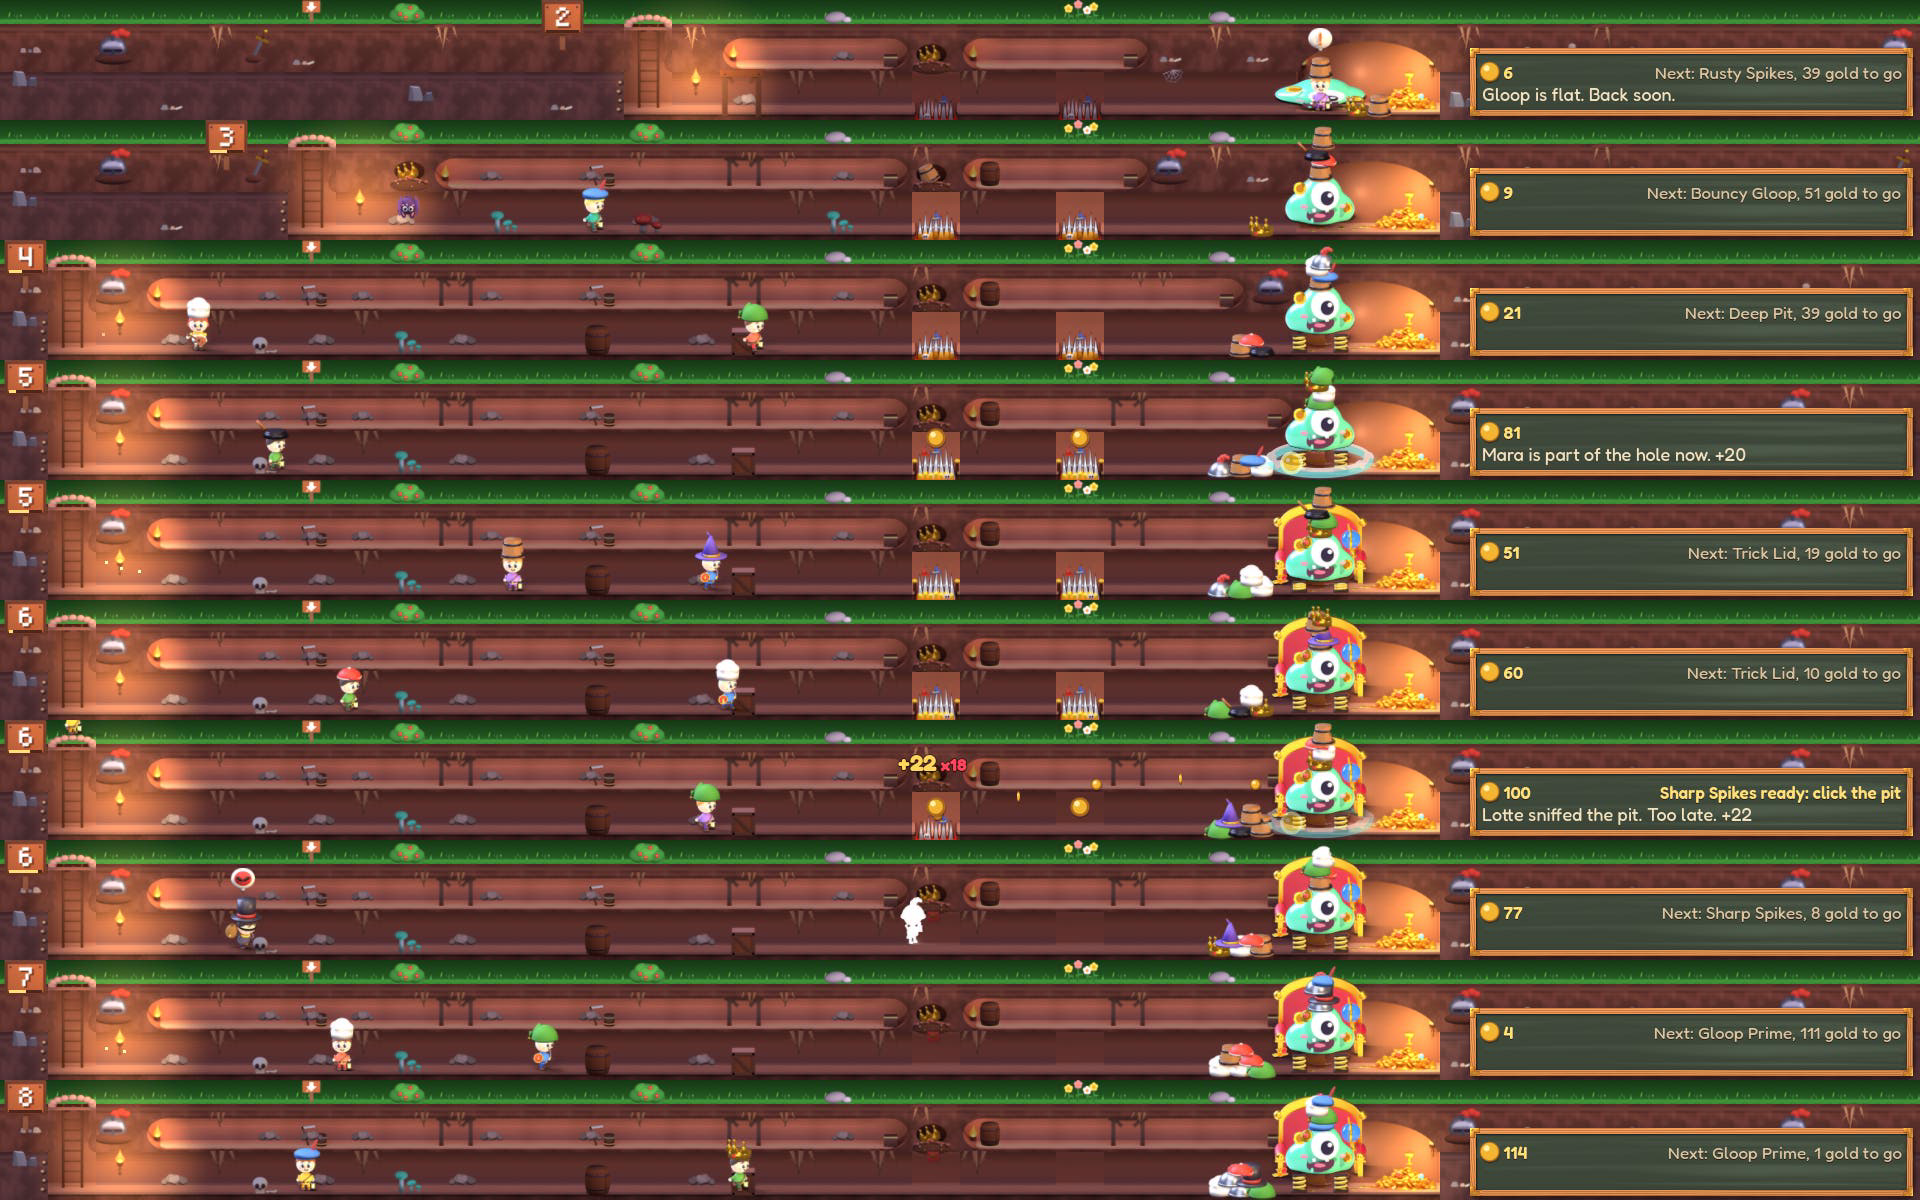 2
6 Next: Rusty Spikes, 39 gold to go
Gloop is flat. Back soon.
3
9 Next: Bouncy Gloop, 51 gold to go
4
21 Next: Deep Pit, 39 gold to go
5
81
Mara is part of the hole now. +20
5
51 Next: Trick Lid, 19 gold to go
6
60 Next: Trick Lid, 10 gold to go
6
+22 x18
100 Sharp Spikes ready: click the pit
Lotte sniffed the pit. Too late. +22
6
77 Next: Sharp Spikes, 8 gold to go
7
4 Next: Gloop Prime, 111 gold to go
8
114 Next: Gloop Prime, 1 gold to go